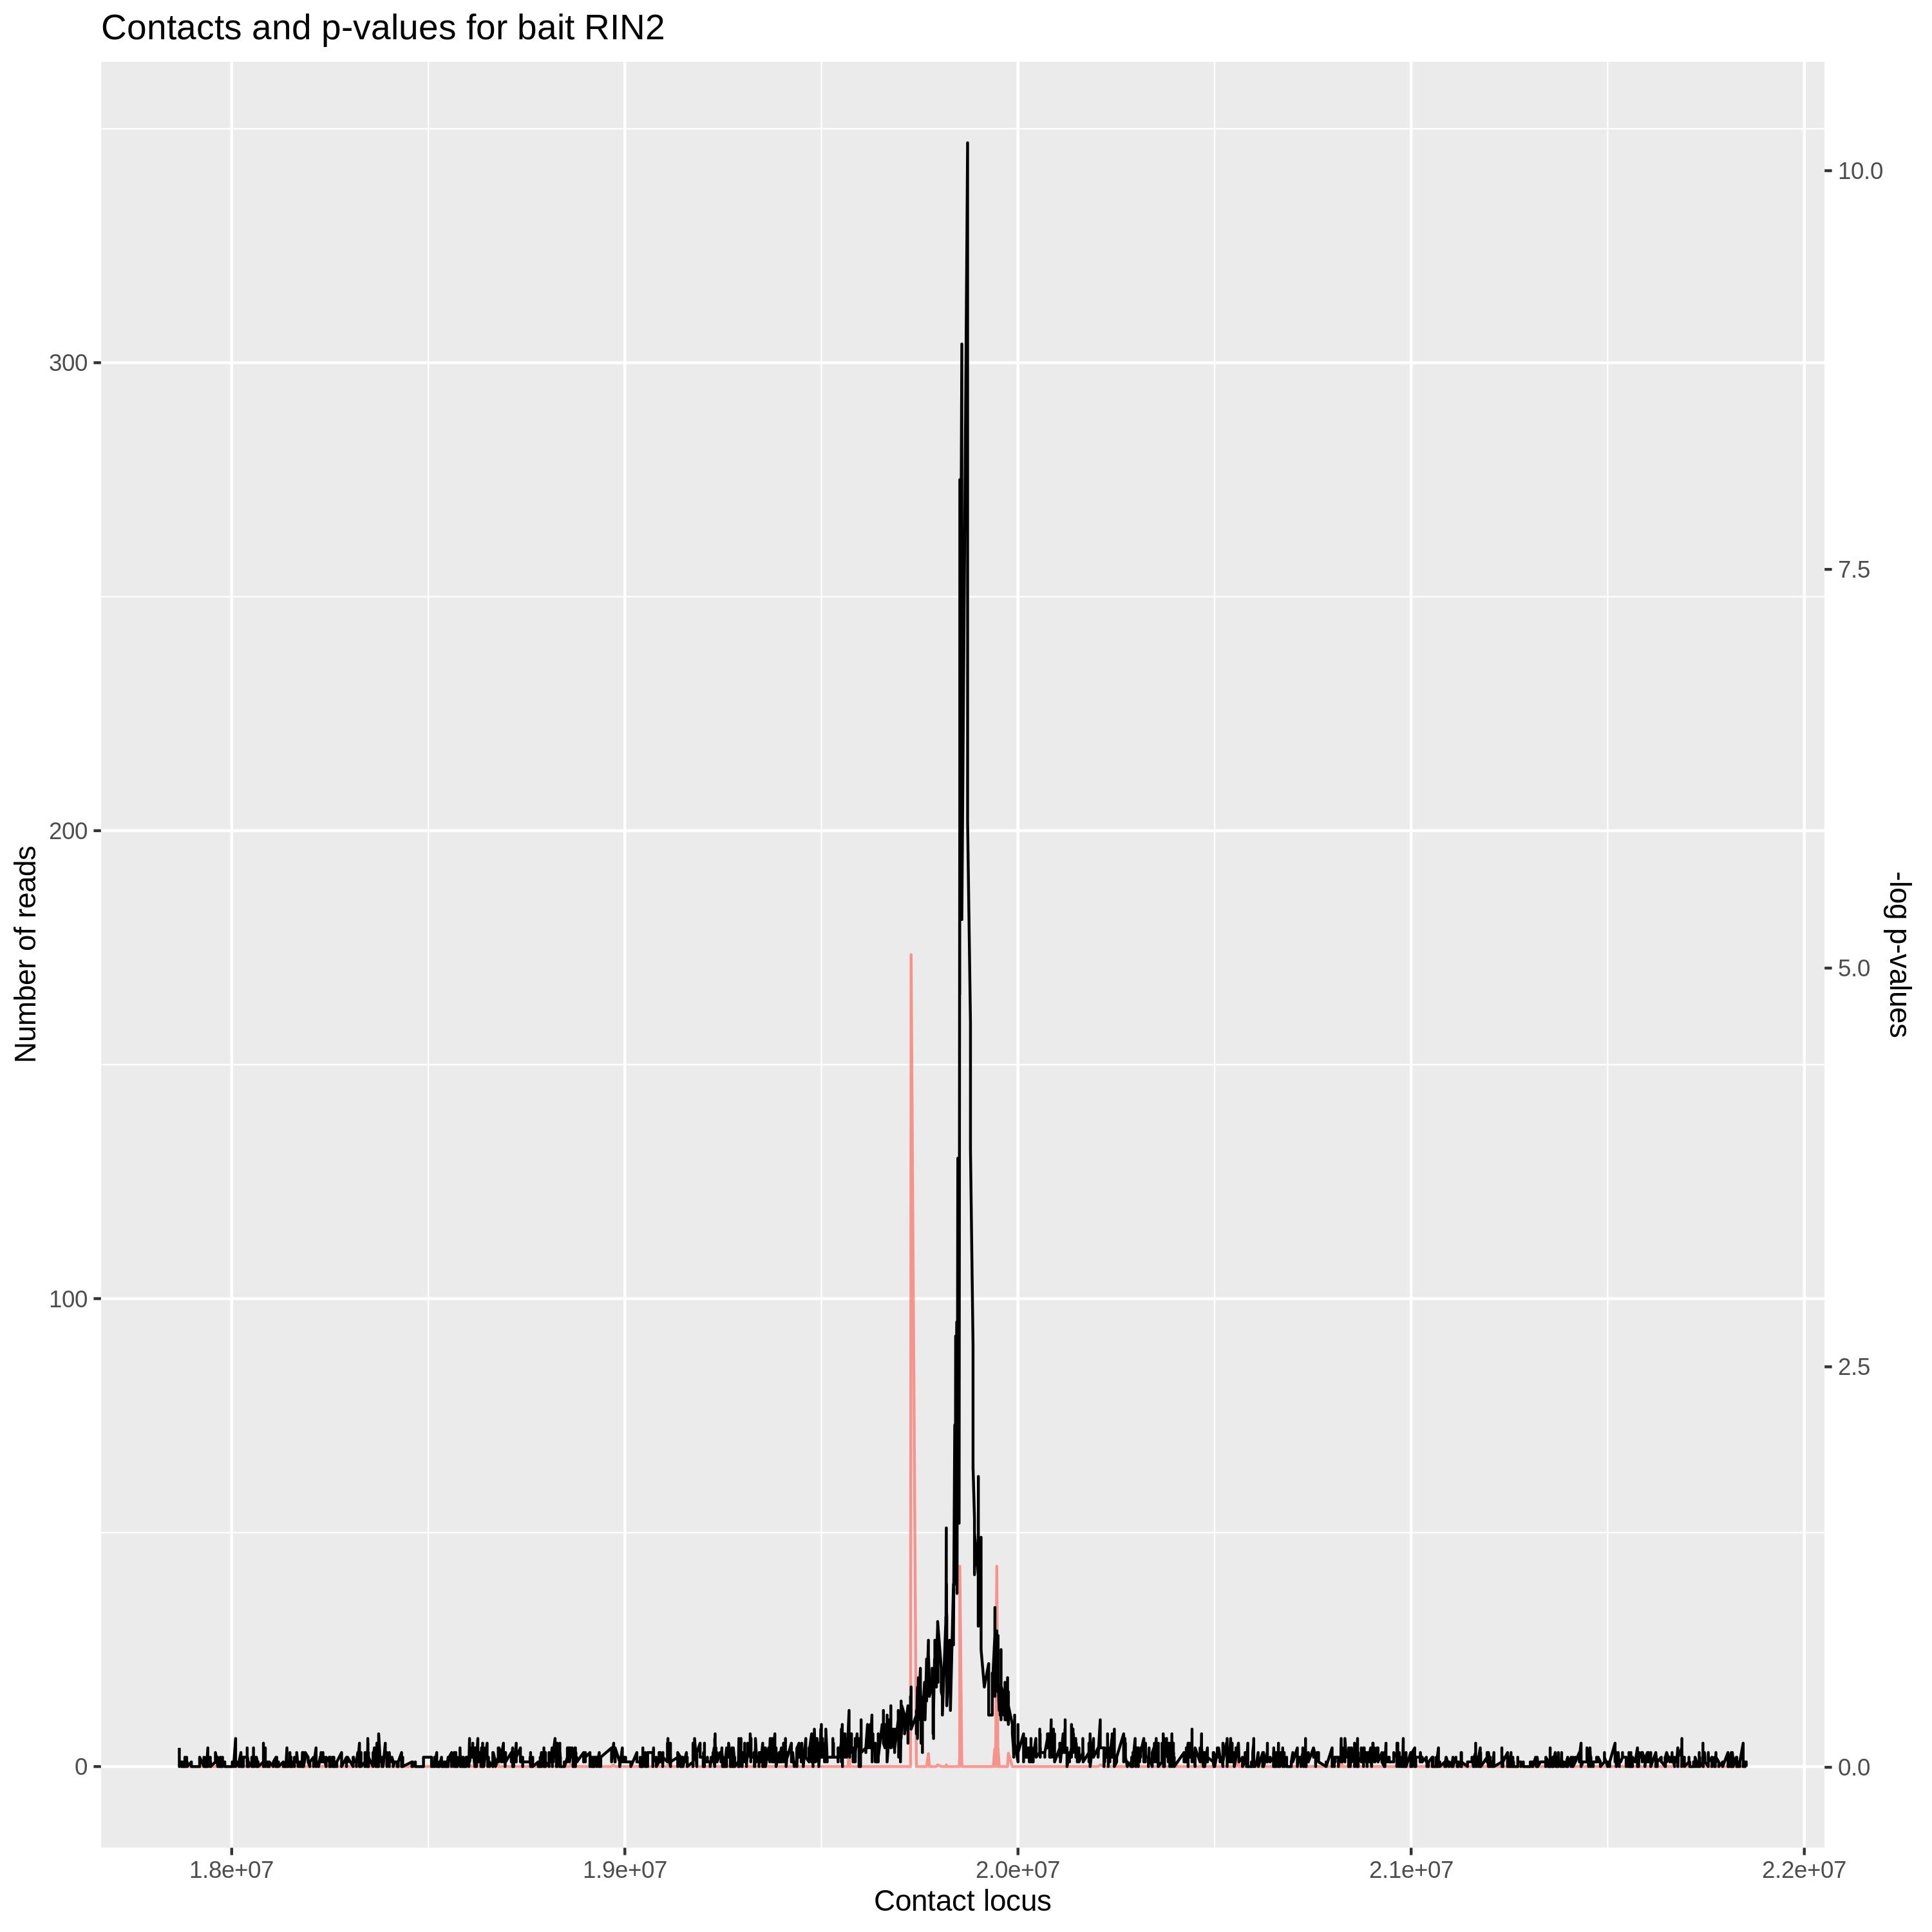 Contacts and p-values for bait RIN2
Number of reads
300
200
100
0
10.0
7.5
5.0
2.5
0.0
-log p-values
1.8e+07
1.9e+07
2.0e+07
2.1e+07
2.2e+07
Contact locus